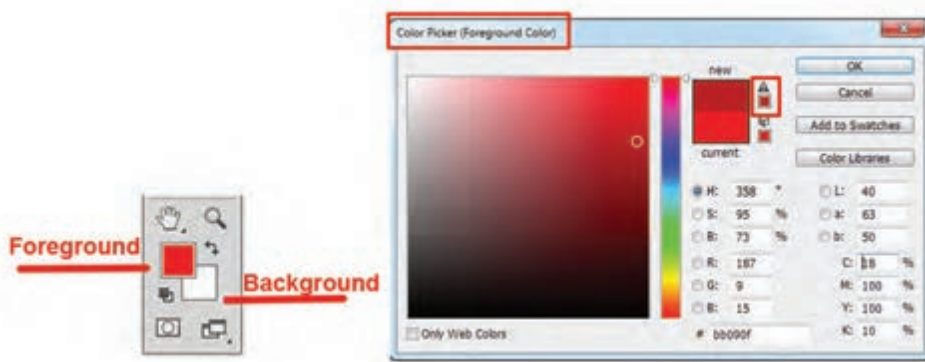 Foreground
Background
Color Picker (Foreground Color)
new
current
OK
Cancel
Add to Swatches
Color Libraries
H: 358 °
S: 95 %
B: 73 %
R: 187
G: 9
B: 15
# bb090f
L: 40
a: 63
b: 50
C: 18 %
M: 100 %
Y: 100 %
K: 10 %
Only Web Colors